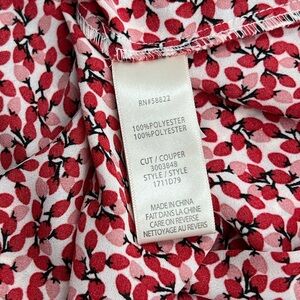 RN#58822
100%POLYESTER
100%POLYESTER
CUT / COUPER
3003848
STYLE / STYLE
1711D79
MADE IN CHINA
FAIT DANS LA CHINE
CARE ON REVERSE
NETTOYAGE AU REVERS